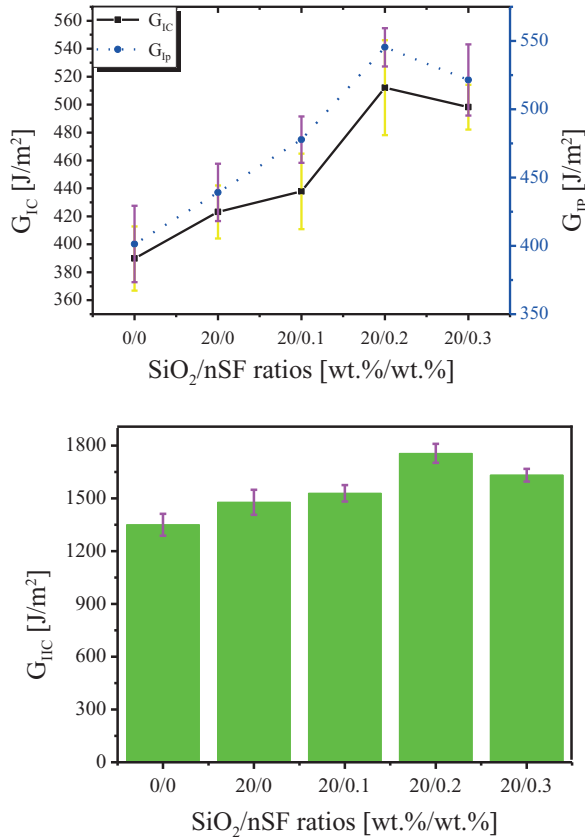 G_IC
G_Ip
G_IC [J/m²]
560
540
520
500
480
460
440
420
400
380
360
G_IP [J/m²]
550
500
450
400
350
0/0 20/0 20/0.1 20/0.2 20/0.3
SiO₂/nSF ratios [wt.%/wt.%]
G_IIC [J/m²]
1800
1500
1200
900
600
300
0
0/0 20/0 20/0.1 20/0.2 20/0.3
SiO₂/nSF ratios [wt.%/wt.%]